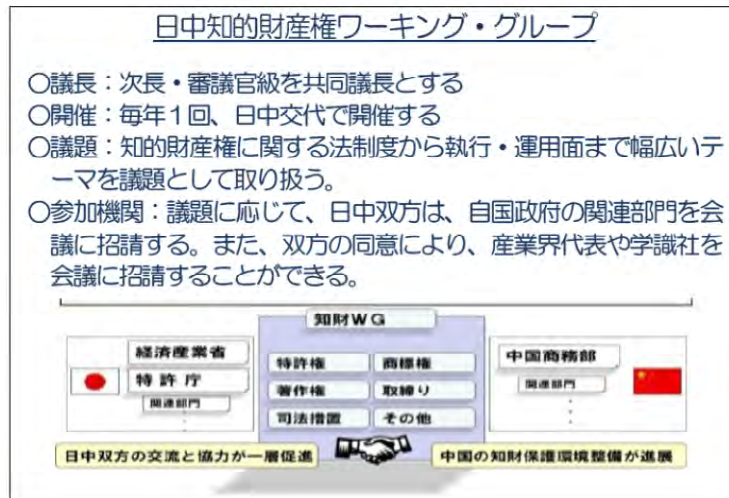 日中知的財産権ワーキング・グループ
○議長：次長・審議官級を共同議長とする
○開催：毎年１回、日中交代で開催する
○議題：知的財産権に関する法制度から執行・運用面まで幅広いテ
ーマを議題として取り扱う。
○参加機関：議題に応じて、日中双方は、自国政府の関連部門を会
議に招請する。また、双方の同意により、産業界代表や学識社を
会議に招請することができる。
知財ＷＧ
経済産業省
特許庁
関連部門
特許権
商標権
著作権
取締り
司法措置
その他
中国商務部
関連部門
日中双方の交流と協力が一層促進
中国の知財保護環境整備が進展